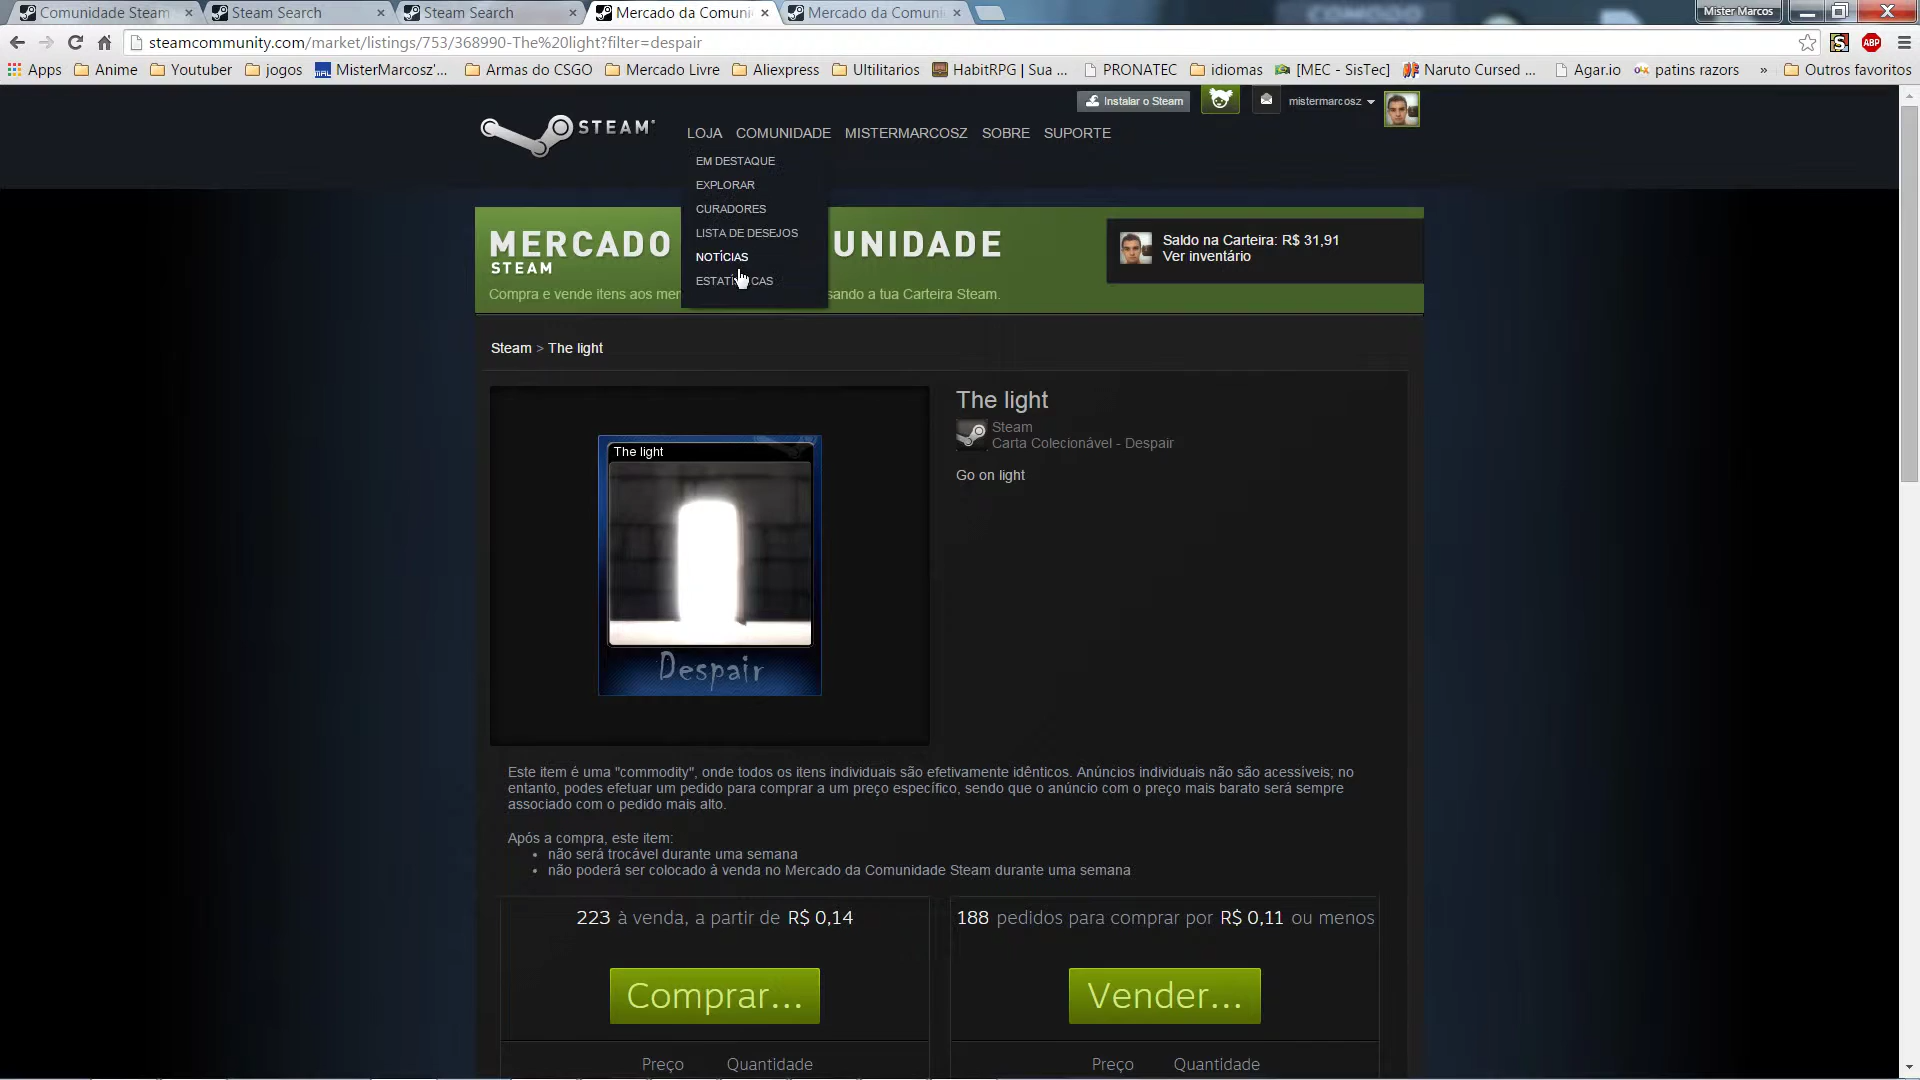 Comunidade Steam
Steam Search
Steam Search
Mercado da Comuni
Mercado da Comuni
Mister Marcos
steamcommunity.com/market/listings/753/368990-The%20light?filter=despair
ABP
Apps
Anime
Youtuber
jogos
MAL
MisterMarcosz'...
Armas do CSGO
Mercado Livre
Aliexpress
Ultilitarios
HabitRPG | Sua ...
PRONATEC
idiomas
[MEC - SisTec]
Naruto Cursed ...
Agar.io
patins razors
»
Outros favoritos
Instalar o Steam
mistermarcosz
STEAM
LOJA
COMUNIDADE
MISTERMARCOSZ
SOBRE
SUPORTE
EM DESTAQUE
EXPLORAR
CURADORES
LISTA DE DESEJOS
NOTÍCIAS
MERCADO
UNIDADE
STEAM
Saldo na Carteira: R$ 31,91
Ver inventário
Compra e vende itens aos mer
sando a tua Carteira Steam.
Steam > The light
The light
Despair
The light
Steam
Carta Colecionável - Despair
Go on light
Este item é uma "commodity", onde todos os itens individuais são efetivamente idênticos. Anúncios individuais não são acessíveis; no
entanto, podes efetuar um pedido para comprar a um preço específico, sendo que o anúncio com o preço mais barato será sempre
associado com o pedido mais alto.
Após a compra, este item:
• não será trocável durante uma semana
• não poderá ser colocado à venda no Mercado da Comunidade Steam durante uma semana
223 à venda, a partir de R$ 0,14
188 pedidos para comprar por R$ 0,11 ou menos
Comprar...
Vender...
Preço Quantidade
Preço Quantidade